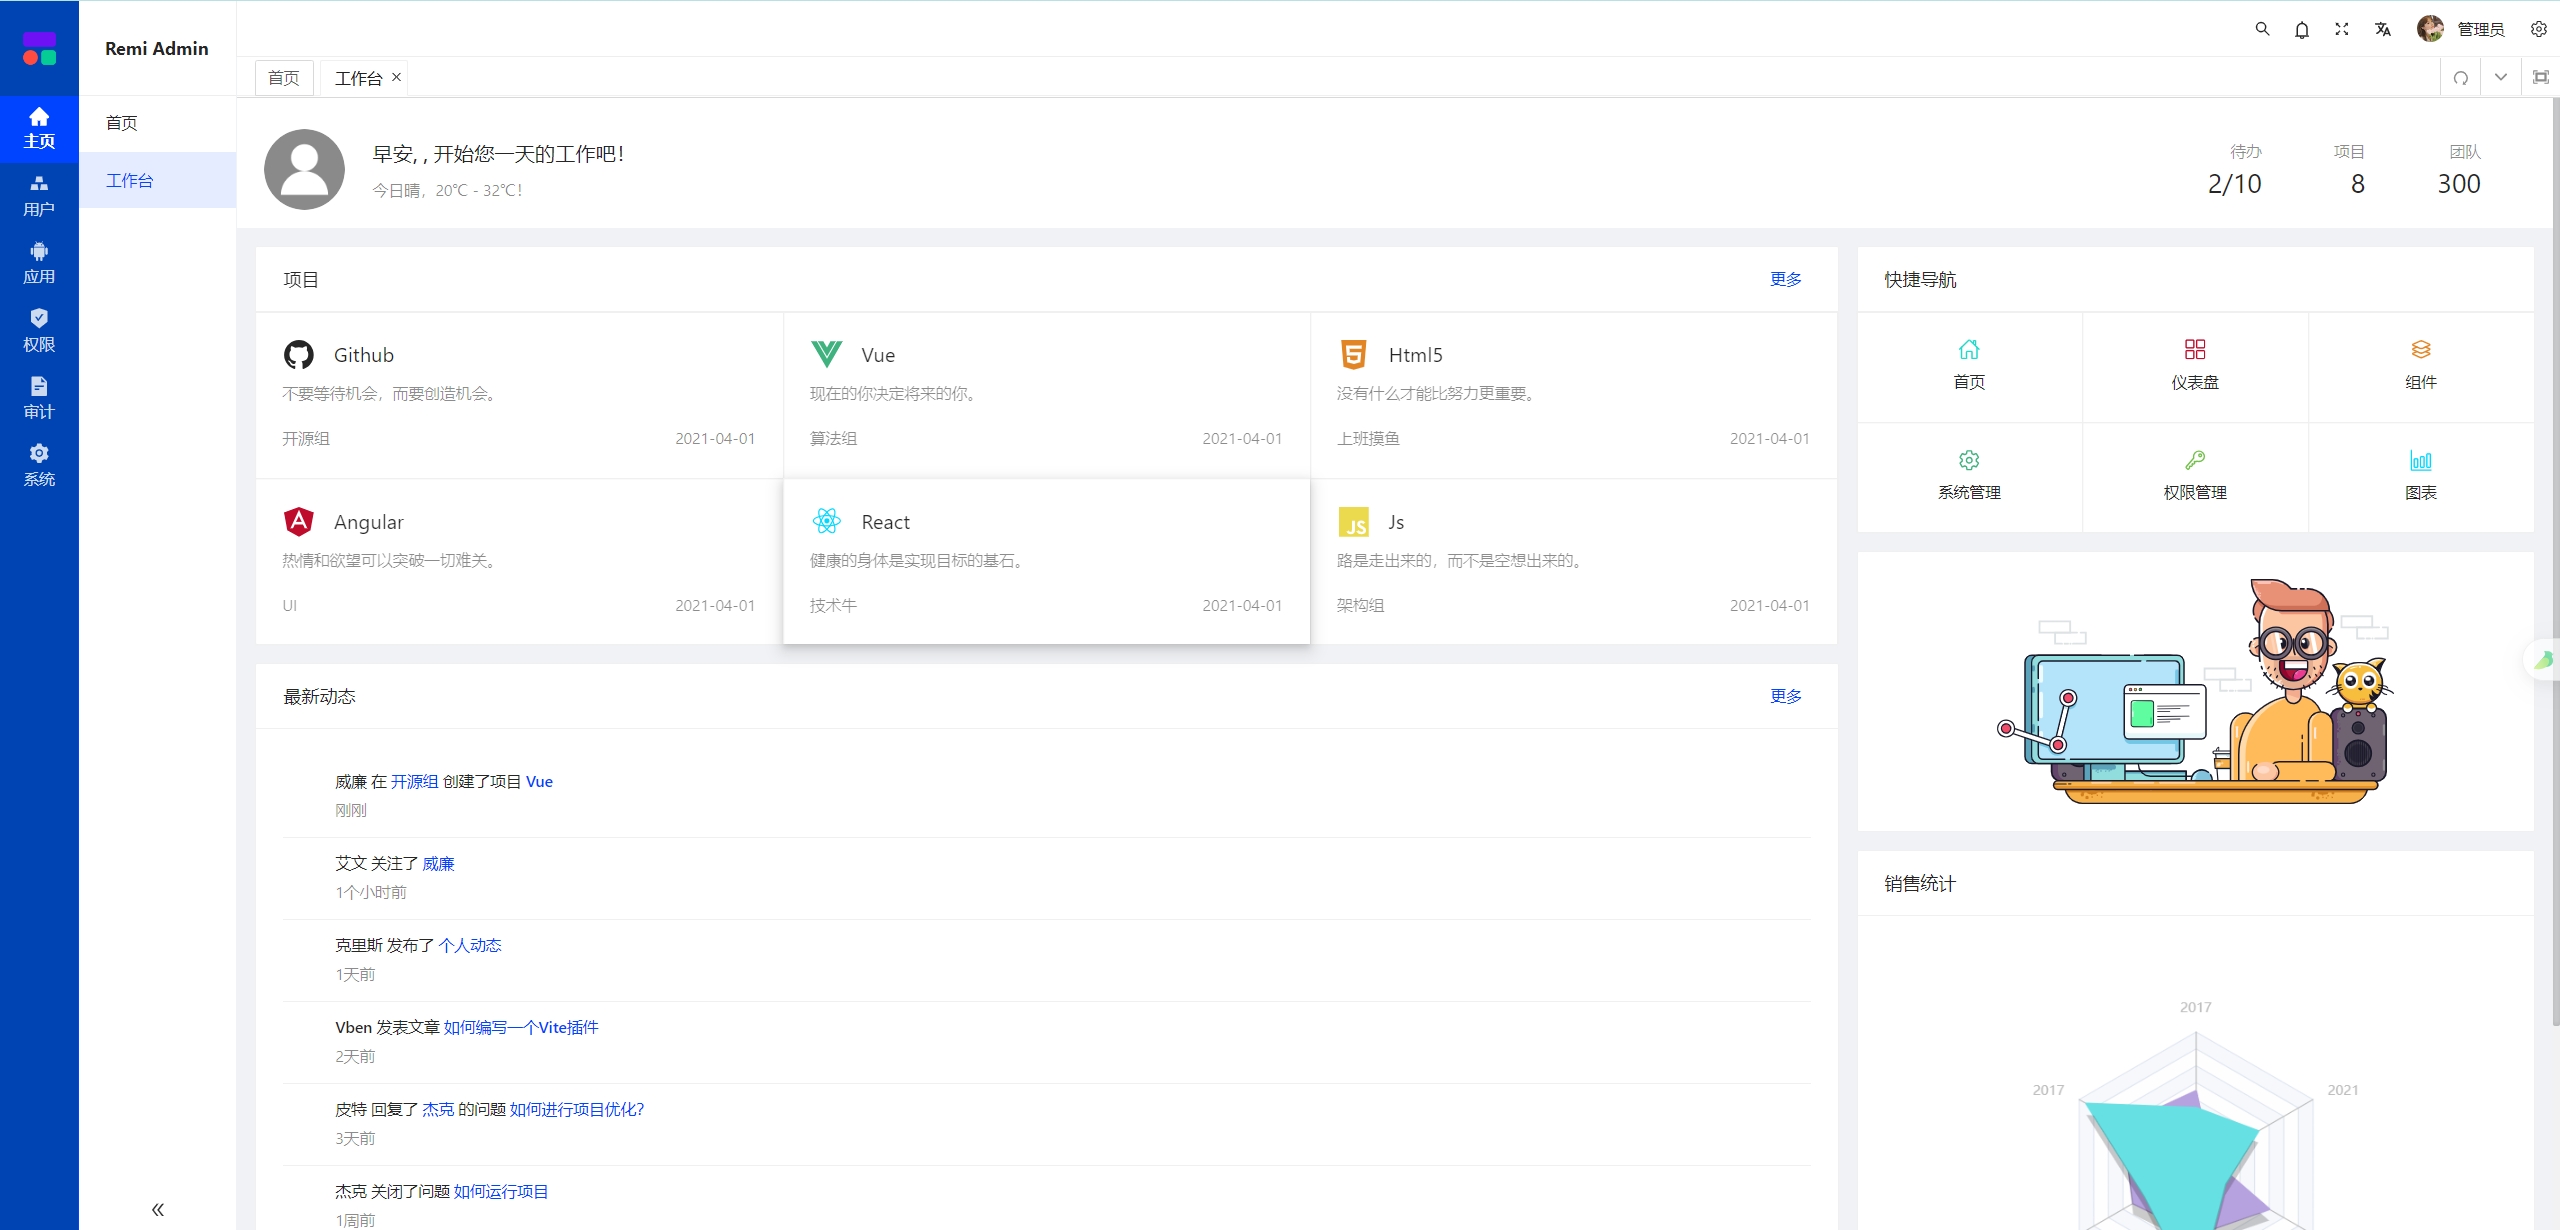 Remi Admin
管理员
首页
工作台
主页
用户
应用
权限
审计
系统
首页
工作台
早安, , 开始您一天的工作吧!
今日晴，20℃ - 32℃!
待办
2/10
项目
8
团队
300
项目
更多
Github
不要等待机会，而要创造机会。
开源组
2021-04-01
Vue
现在的你决定将来的你。
算法组
2021-04-01
Html5
没有什么才能比努力更重要。
上班摸鱼
2021-04-01
Angular
热情和欲望可以突破一切难关。
UI
2021-04-01
React
健康的身体是实现目标的基石。
技术牛
2021-04-01
JS
Js
路是走出来的，而不是空想出来的。
架构组
2021-04-01
最新动态
更多
威廉 在 开源组 创建了项目 Vue
刚刚
艾文 关注了 威廉
1个小时前
克里斯 发布了 个人动态
1天前
Vben 发表文章 如何编写一个Vite插件
2天前
皮特 回复了 杰克 的问题 如何进行项目优化?
3天前
杰克 关闭了问题 如何运行项目
1周前
快捷导航
首页
仪表盘
组件
系统管理
权限管理
图表
销售统计
2017
2017
2021